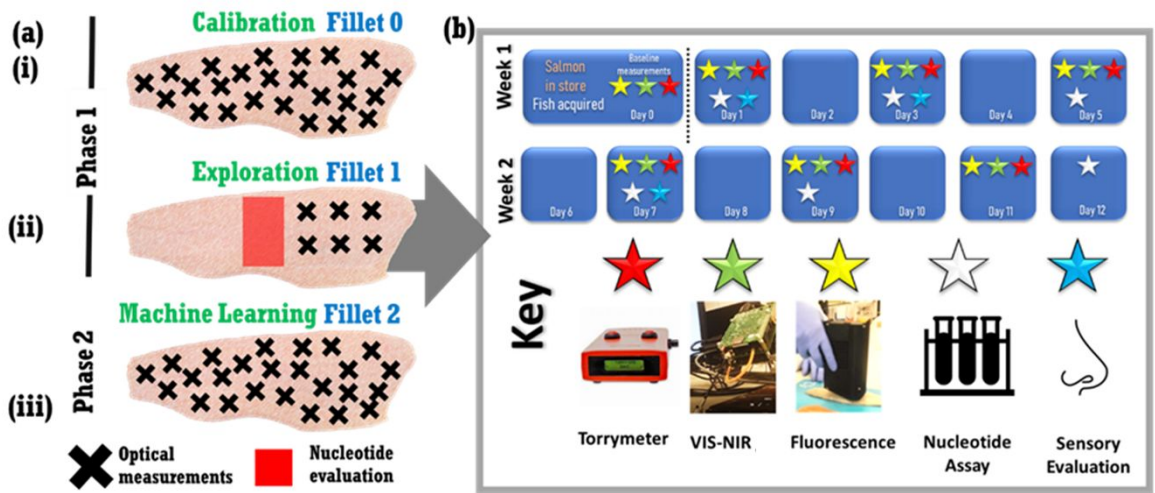 (a)
(i)
Phase 1
Calibration Fillet 0
Exploration Fillet 1
(ii)
Machine Learning Fillet 2
Phase 2
(iii)
Optical
measurements
Nucleotide
evaluation
(b)
Week 1
Salmon
in store
Fish acquired
Baseline
measurements
Day 0
Day 1
Day 2
Day 3
Day 4
Day 5
Week 2
Day 6
Day 7
Day 8
Day 9
Day 10
Day 11
Day 12
Key
Torrymeter
VIS-NIR
Fluorescence
Nucleotide
Assay
Sensory
Evaluation